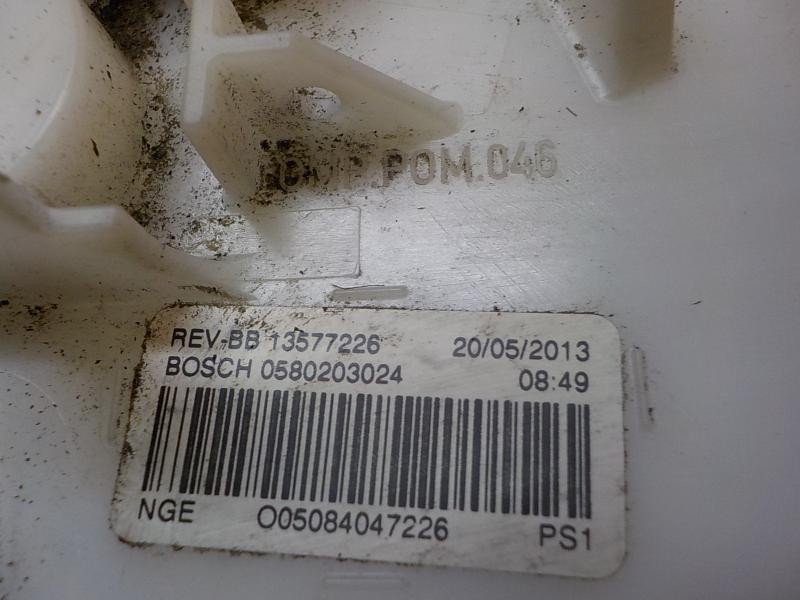 .POM.046
REV-BB 13577226 20/05/2013
BOSCH 0580203024 08:49
NGE O05084047226 PS1